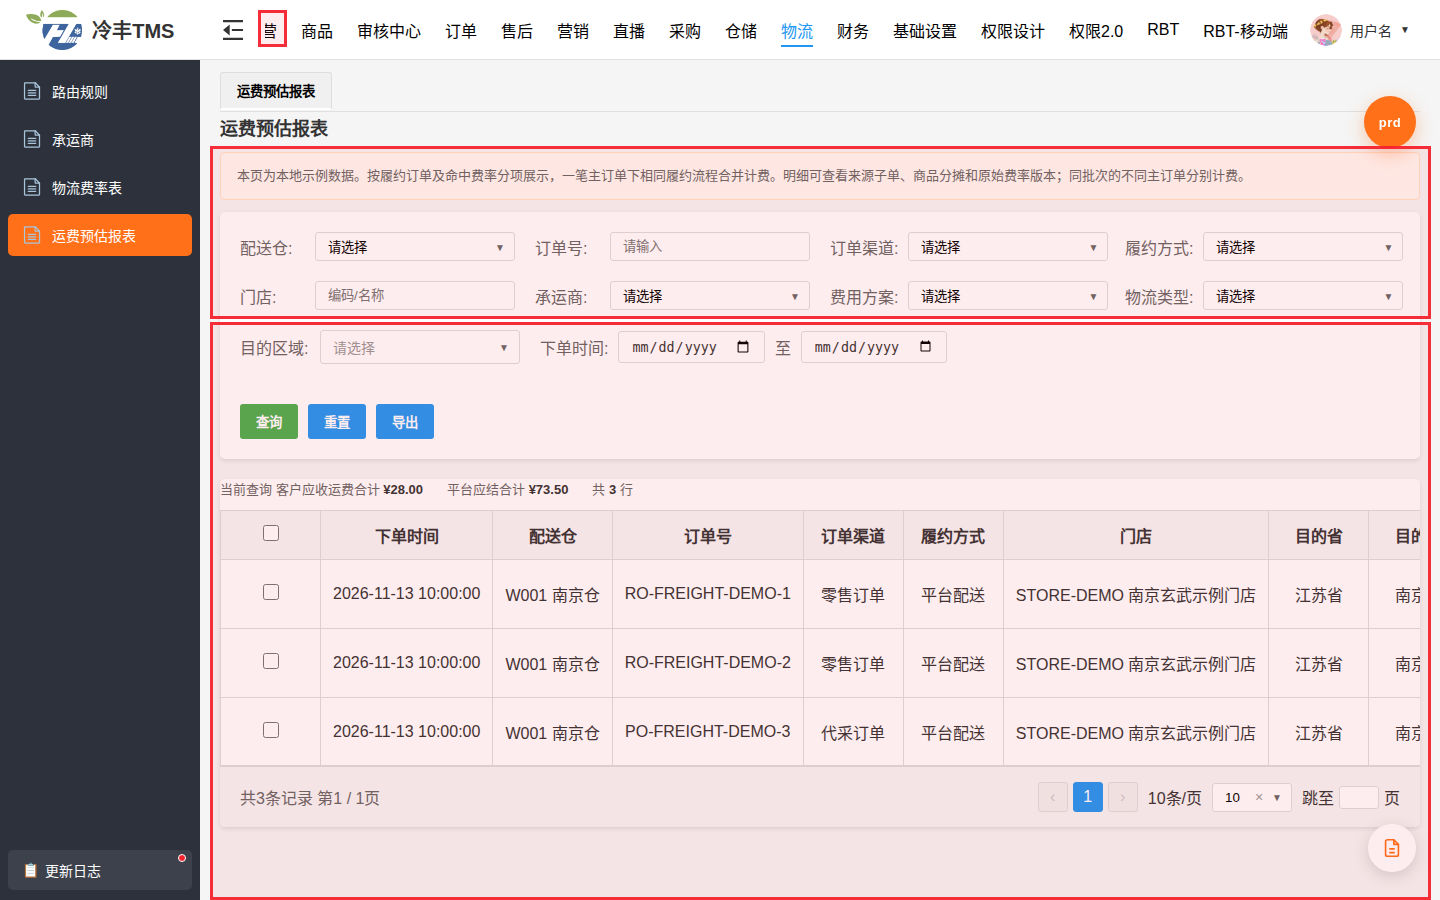 冷丰TMS
营 商品 审核中心 订单 售后 营销 直播 采购 仓储 物流 财务 基础设置 权限设计 权限2.0 RBT RBT-移动端 用户名
路由规则
承运商
物流费率表
运费预估报表
更新日志
运费预估报表
运费预估报表
prd
本页为本地示例数据。按履约订单及命中费率分项展示，一笔主订单下相同履约流程合并计费。明细可查看来源子单、商品分摊和原始费率版本；同批次的不同主订单分别计费。
配送仓: 请选择 订单号: 请输入 订单渠道: 请选择 履约方式: 请选择
门店: 编码/名称 承运商: 请选择 费用方案: 请选择 物流类型: 请选择
目的区域: 请选择 下单时间: mm/dd/yyyy 至 mm/dd/yyyy
查询 重置 导出
当前查询 客户应收运费合计 ¥28.00 平台应结合计 ¥73.50 共 3 行
下单时间 配送仓 订单号 订单渠道 履约方式 门店 目的省 目的
2026-11-13 10:00:00 W001 南京仓 RO-FREIGHT-DEMO-1 零售订单 平台配送 STORE-DEMO 南京玄武示例门店 江苏省 南京
2026-11-13 10:00:00 W001 南京仓 RO-FREIGHT-DEMO-2 零售订单 平台配送 STORE-DEMO 南京玄武示例门店 江苏省 南京
2026-11-13 10:00:00 W001 南京仓 PO-FREIGHT-DEMO-3 代采订单 平台配送 STORE-DEMO 南京玄武示例门店 江苏省 南京
共3条记录 第1 / 1页 ‹ 1 › 10条/页 10 × 跳至 页